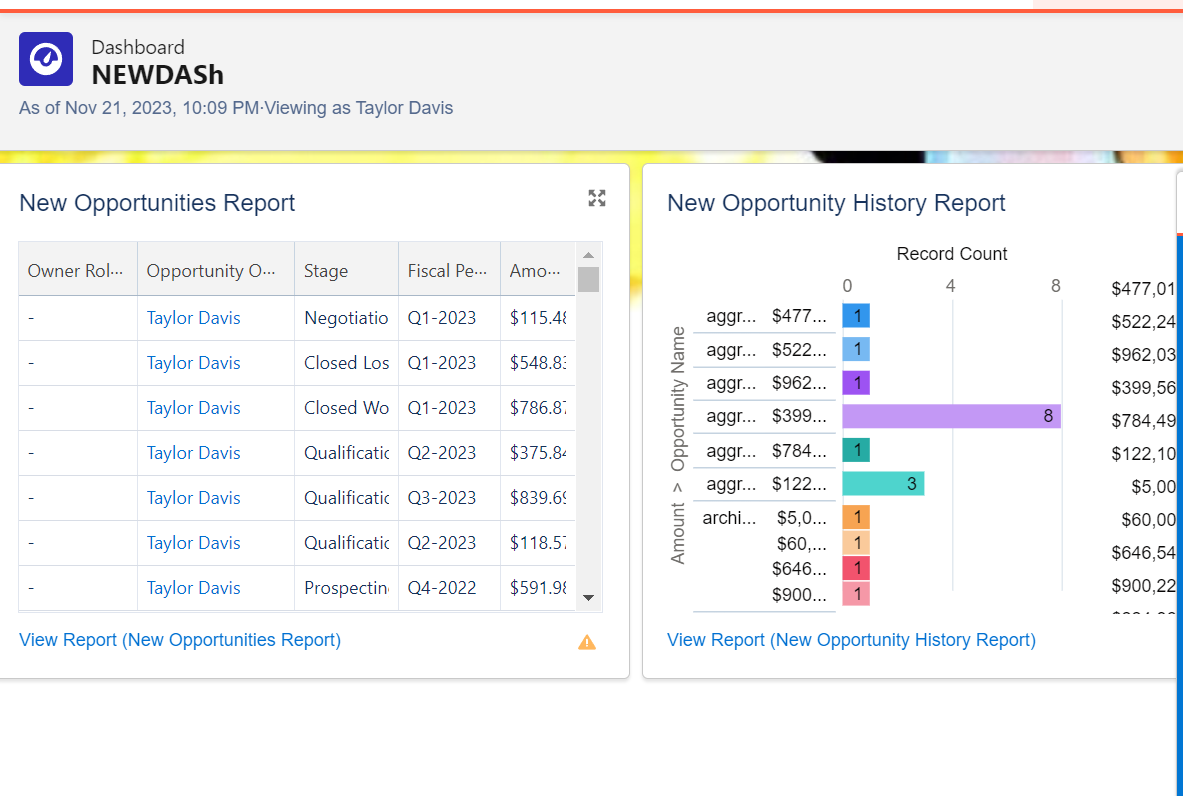 Dashboard
NEWDASh
As of Nov 21, 2023, 10:09 PM·Viewing as Taylor Davis
New Opportunities Report
Owner Rol··· Opportunity O··· Stage Fiscal Pe··· Amo···
- Taylor Davis Negotiatio Q1-2023 $115.48
- Taylor Davis Closed Los Q1-2023 $548.83
- Taylor Davis Closed Wo Q1-2023 $786.87
- Taylor Davis Qualificatic Q2-2023 $375.84
- Taylor Davis Qualificatic Q3-2023 $839.69
- Taylor Davis Qualificatic Q2-2023 $118.57
- Taylor Davis Prospectin Q4-2022 $591.98
View Report (New Opportunities Report)
New Opportunity History Report
Record Count
0 4 8
Amount > Opportunity Name
aggr... $477... 1
aggr... $522... 1
aggr... $962... 1
aggr... $399... 8
aggr... $784... 1
aggr... $122... 3
archi... $5,0... 1
$60,... 1
$646... 1
$900... 1
$477,01
$522,24
$962,03
$399,56
$784,49
$122,10
$5,00
$60,00
$646,54
$900,22
View Report (New Opportunity History Report)